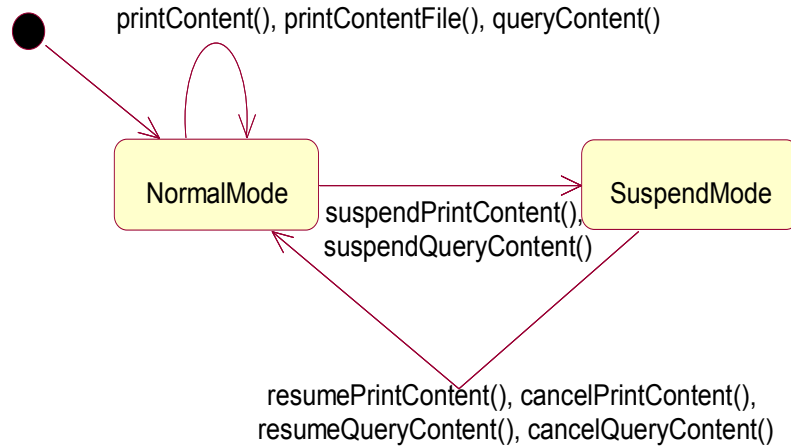 printContent(), printContentFile(), queryContent()
NormalMode
SuspendMode
suspendPrintContent(),
suspendQueryContent()
resumePrintContent(), cancelPrintContent(),
resumeQueryContent(), cancelQueryContent()